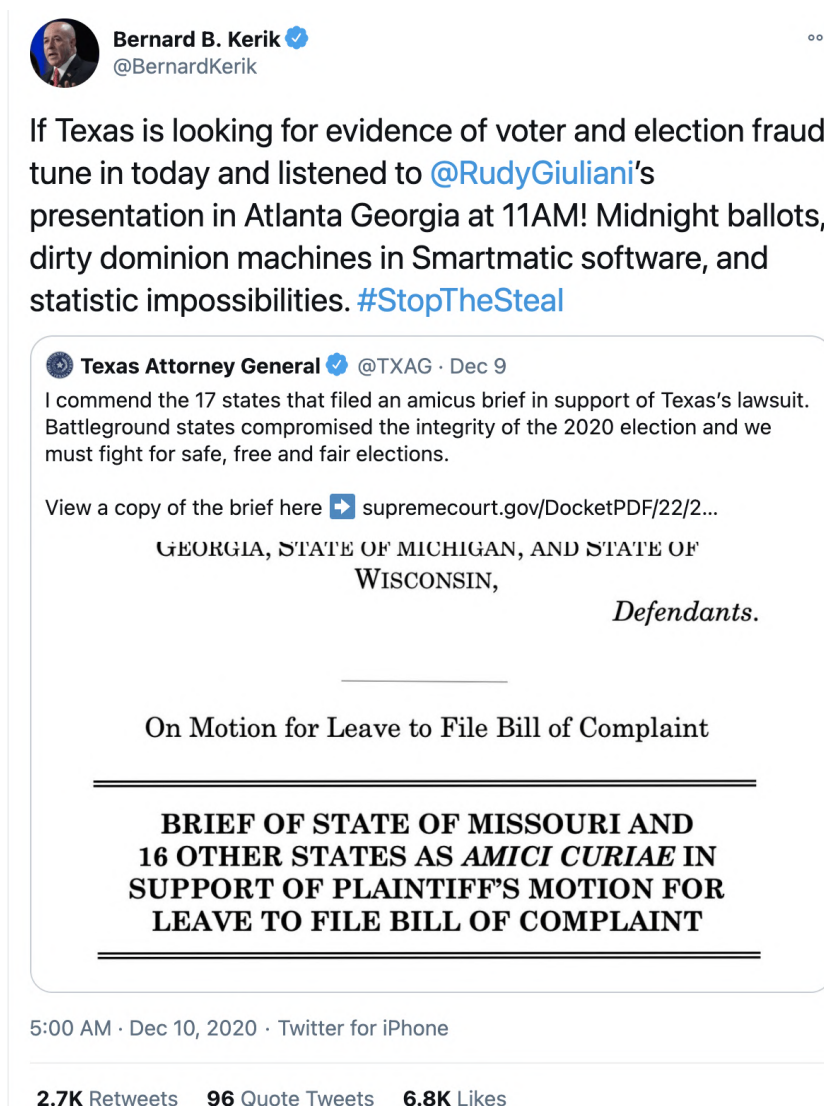 Bernard B. Kerik
@BernardKerik
If Texas is looking for evidence of voter and election fraud
tune in today and listened to @RudyGiuliani's
presentation in Atlanta Georgia at 11AM! Midnight ballots,
dirty dominion machines in Smartmatic software, and
statistic impossibilities. #StopTheSteal
Texas Attorney General @TXAG · Dec 9
I commend the 17 states that filed an amicus brief in support of Texas's lawsuit.
Battleground states compromised the integrity of the 2020 election and we
must fight for safe, free and fair elections.
View a copy of the brief here ➡️ supremecourt.gov/DocketPDF/22/2...
GEORGIA, STATE OF MICHIGAN, AND STATE OF
WISCONSIN,
Defendants.
On Motion for Leave to File Bill of Complaint
BRIEF OF STATE OF MISSOURI AND
16 OTHER STATES AS AMICI CURIAE IN
SUPPORT OF PLAINTIFF'S MOTION FOR
LEAVE TO FILE BILL OF COMPLAINT
5:00 AM · Dec 10, 2020 · Twitter for iPhone
2.7K Retweets 96 Quote Tweets 6.8K Likes